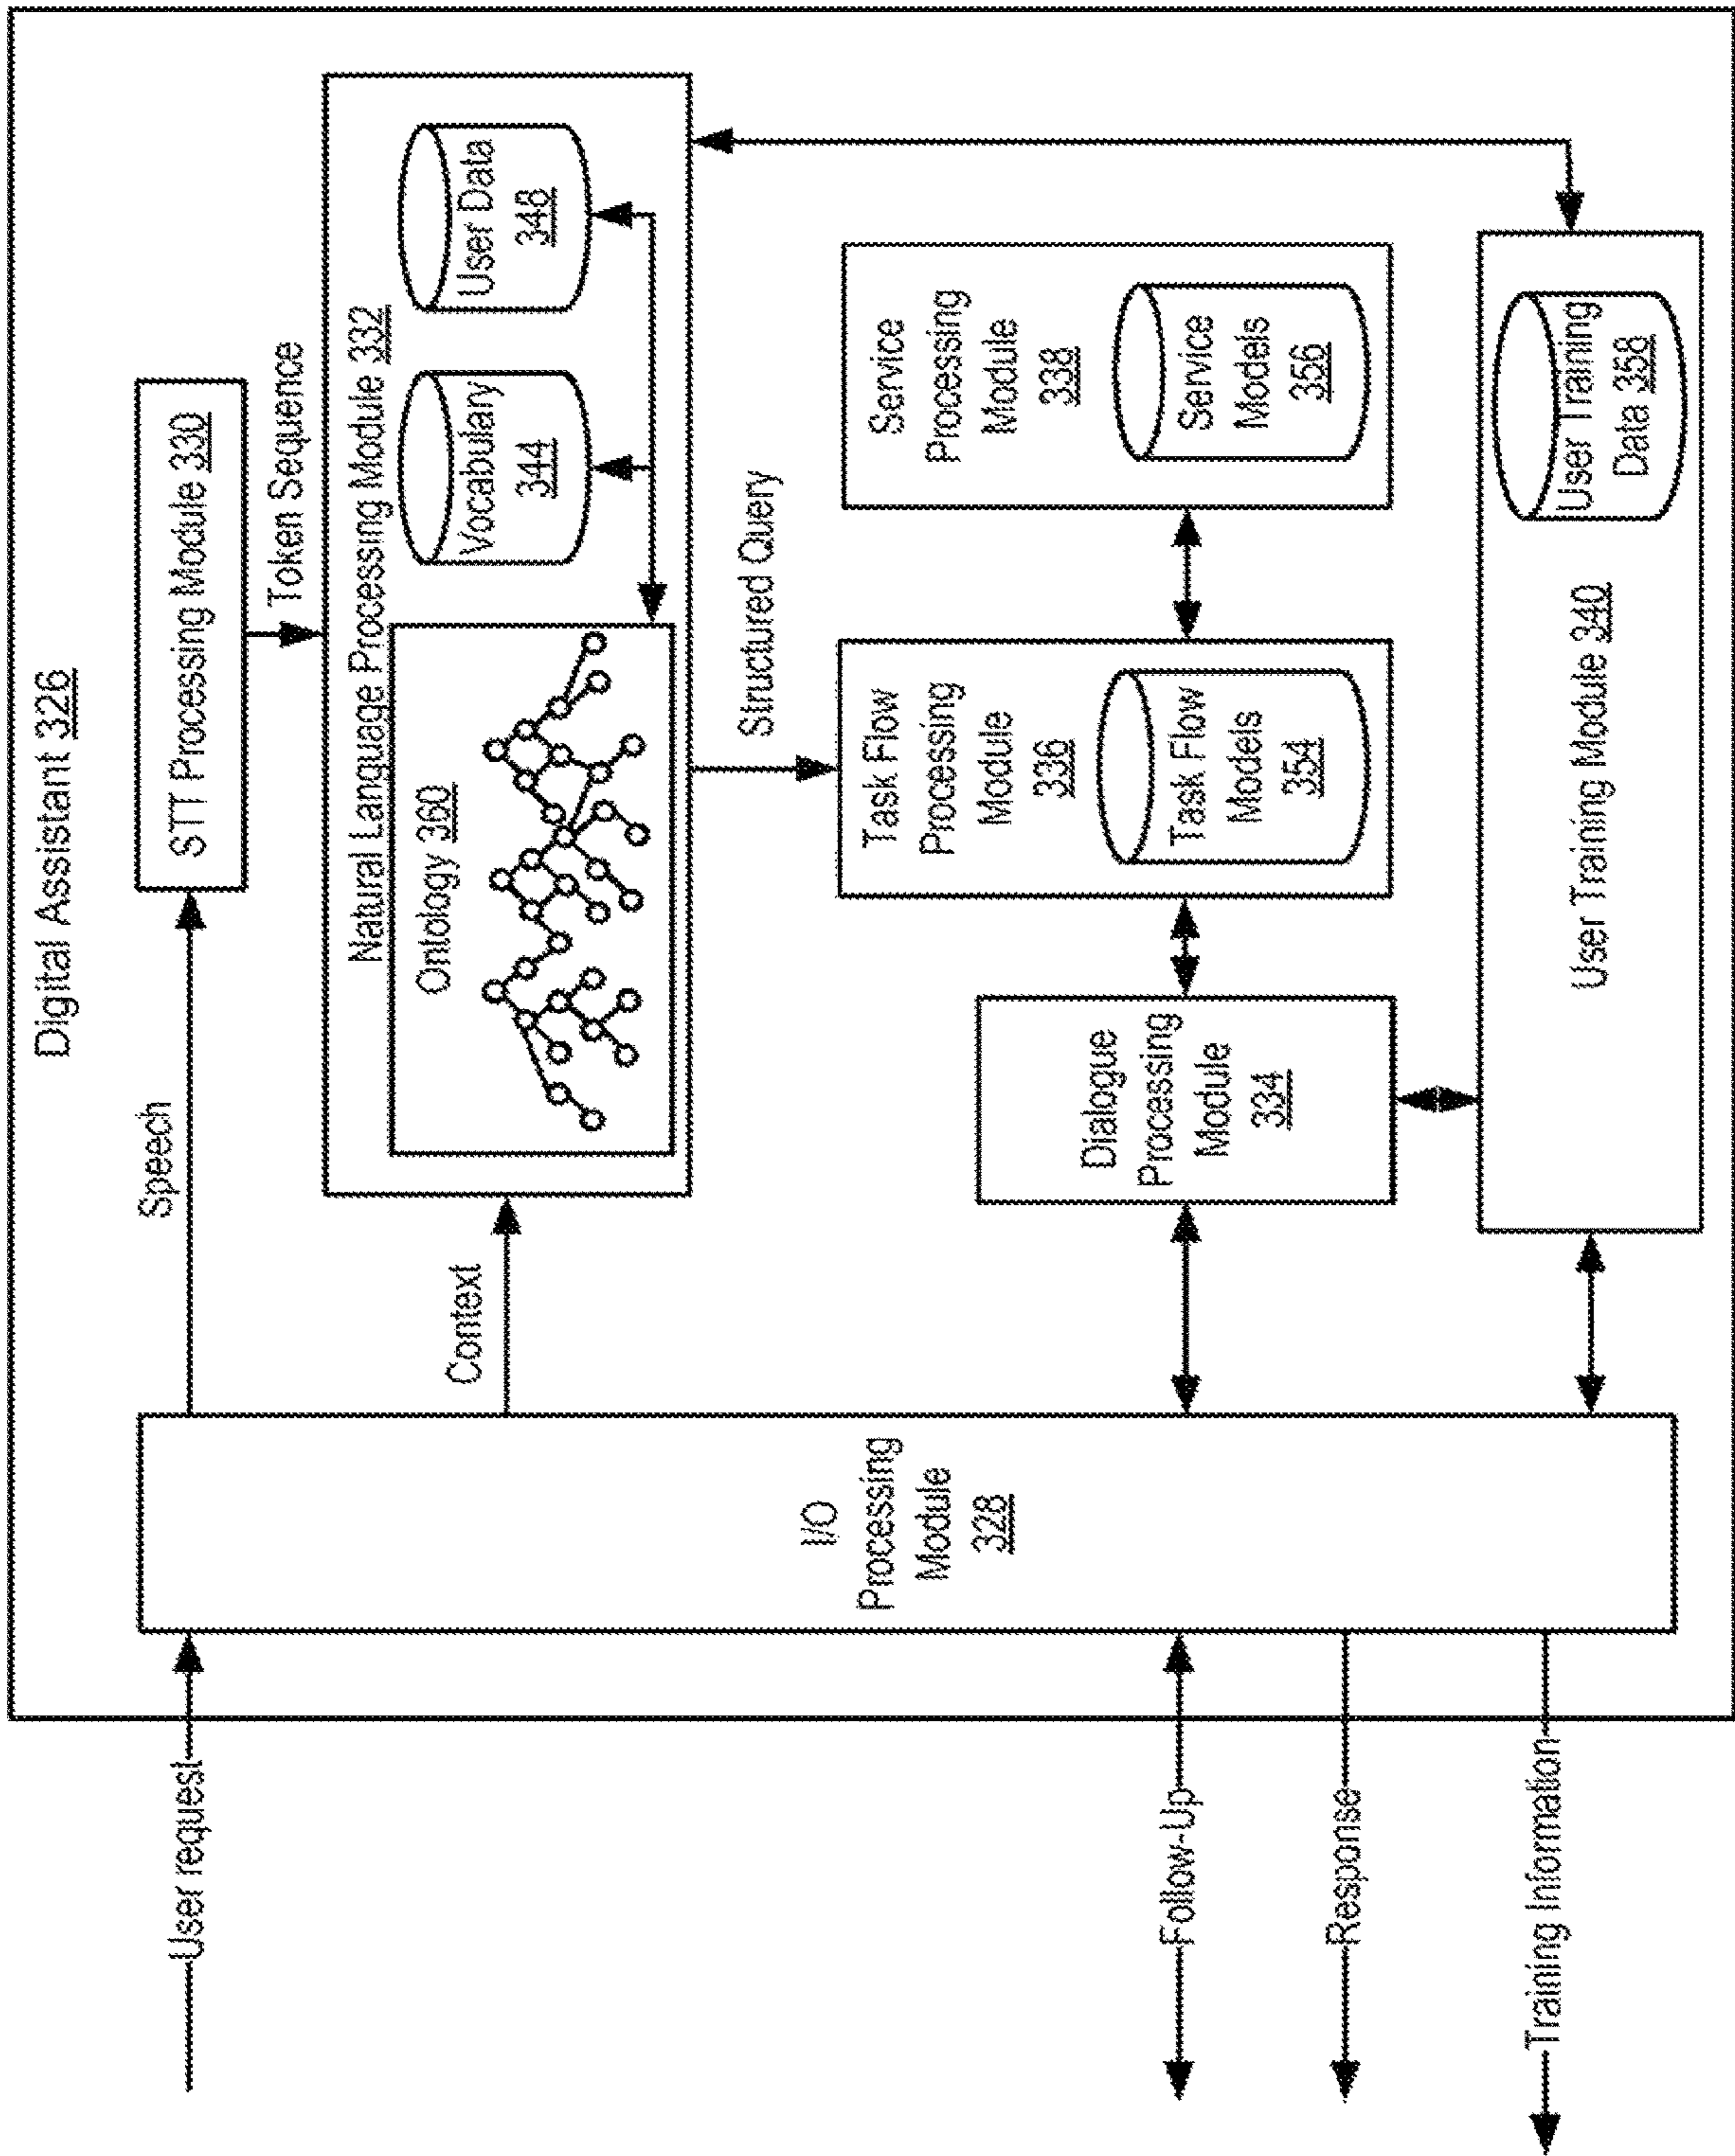 Digital Assistant 326
User request
Speech
STT Processing Module 330
Token Sequence
Context
Natural Lanquage Processing Module 332
Ontology 360
Vocabulary
344
User Data
348
Structured Query
I/O
Processing
Module
328
Follow-Up
Response
Training Information
Dialogue
Processing
Module
334
Task Flow
Processing
Module
336
Task Flow
Models
354
Service
Processing
Module
338
Service
Models
356
User Training Module 340
User Training
Data 358